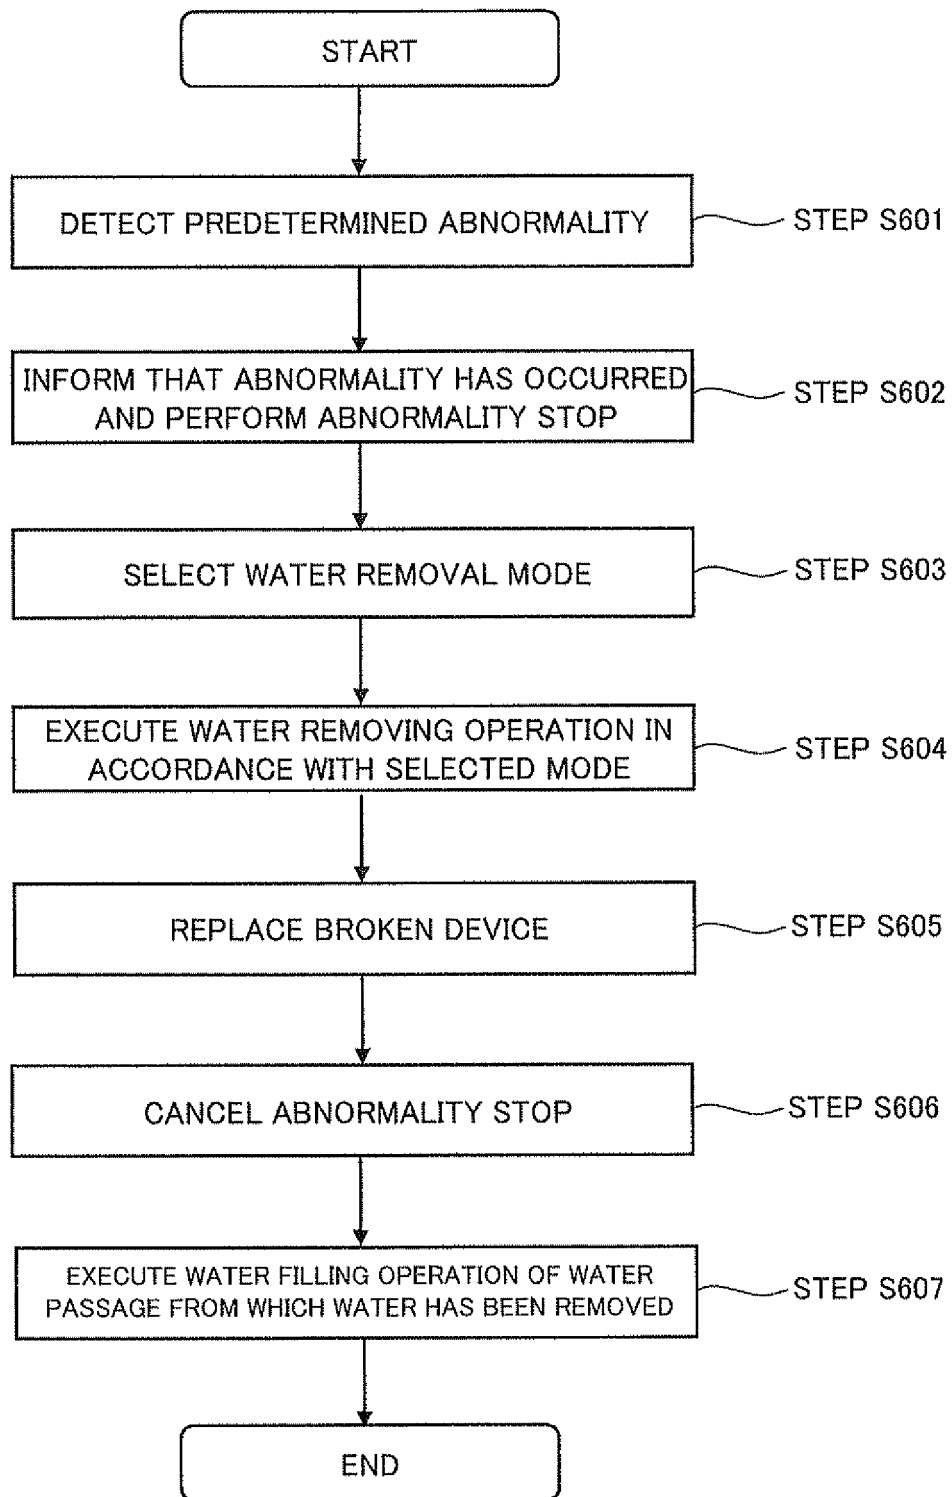 START
DETECT PREDETERMINED ABNORMALITY
STEP S601
INFORM THAT ABNORMALITY HAS OCCURRED
AND PERFORM ABNORMALITY STOP
STEP S602
SELECT WATER REMOVAL MODE
STEP S603
EXECUTE WATER REMOVING OPERATION IN
ACCORDANCE WITH SELECTED MODE
STEP S604
REPLACE BROKEN DEVICE
STEP S605
CANCEL ABNORMALITY STOP
STEP S606
EXECUTE WATER FILLING OPERATION OF WATER
PASSAGE FROM WHICH WATER HAS BEEN REMOVED
STEP S607
END